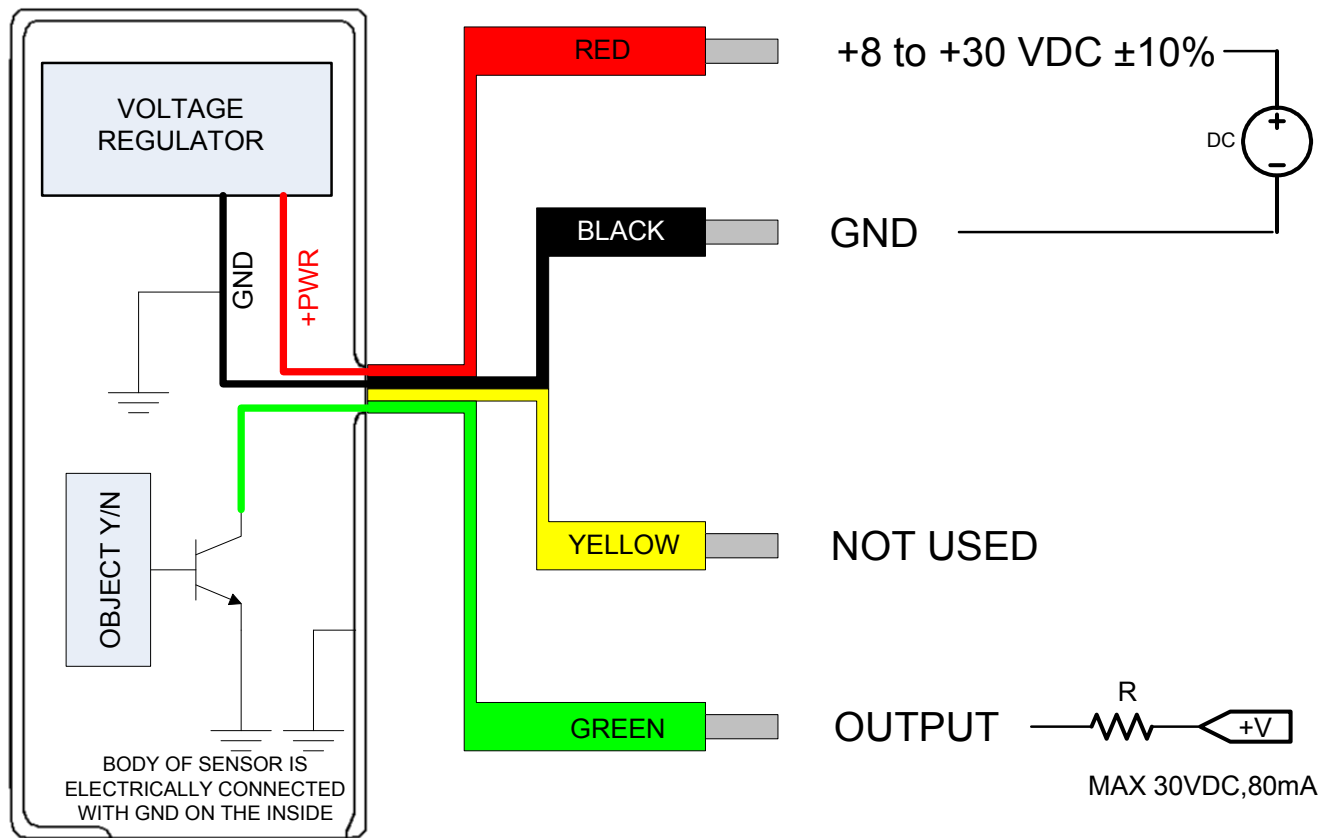 VOLTAGE
REGULATOR
GND
+PWR
OBJECT Y/N
BODY OF SENSOR IS
ELECTRICALLY CONNECTED
WITH GND ON THE INSIDE
RED
+8 to +30 VDC ±10%
DC
+
−
BLACK
GND
YELLOW
NOT USED
GREEN
OUTPUT
R
+V
MAX 30VDC,80mA